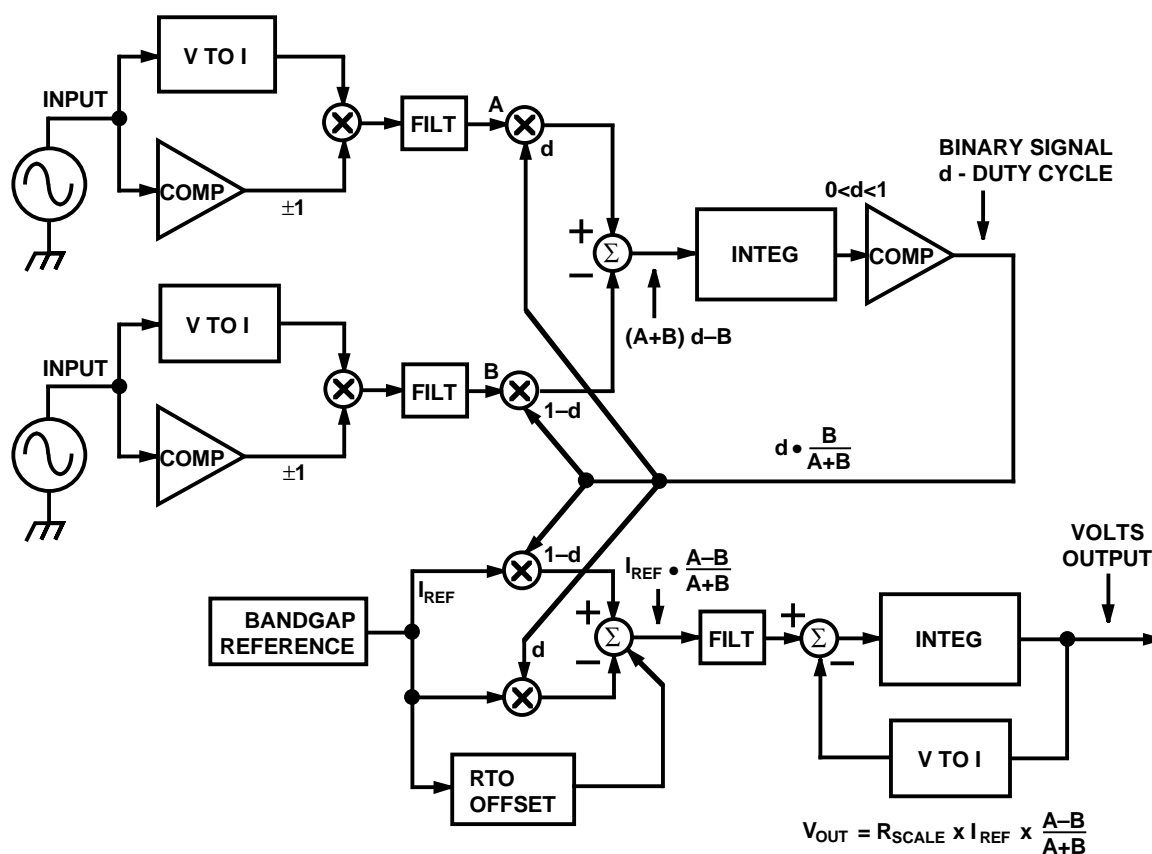 V TO I
INPUT
COMP
±1
FILT
A
d
BINARY SIGNAL
d - DUTY CYCLE
0<d<1
+
Σ
−
INTEG
COMP
(A+B) d–B
V TO I
INPUT
COMP
±1
FILT
B
1–d
d • B/A+B
1–d
I_REF
BANDGAP
REFERENCE
d
+
Σ
−
I_REF • A–B/A+B
FILT
+
Σ
−
INTEG
VOLTS
OUTPUT
V TO I
RTO
OFFSET
V_OUT = R_SCALE x I_REF x A–B/A+B